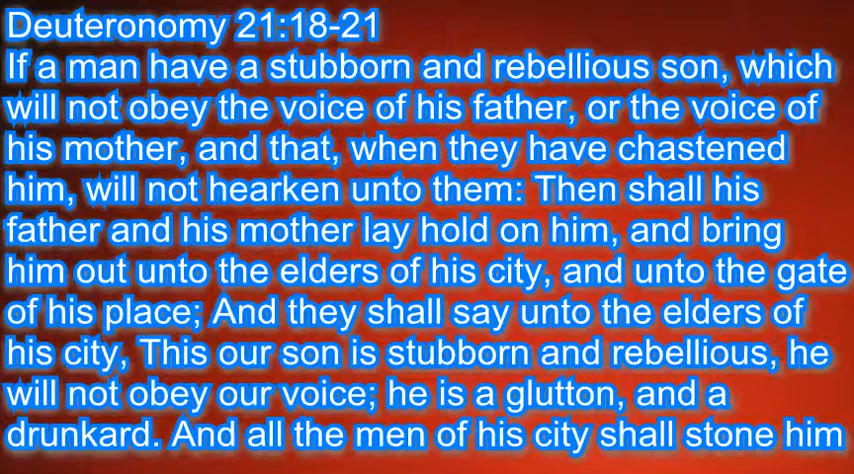 Deuteronomy 21:18-21
If a man have a stubborn and rebellious son, which
will not obey the voice of his father, or the voice of
his mother, and that, when they have chastened
him, will not hearken unto them: Then shall his
father and his mother lay hold on him, and bring
him out unto the elders of his city, and unto the gate
of his place; And they shall say unto the elders of
his city, This our son is stubborn and rebellious, he
will not obey our voice; he is a glutton, and a
drunkard. And all the men of his city shall stone him